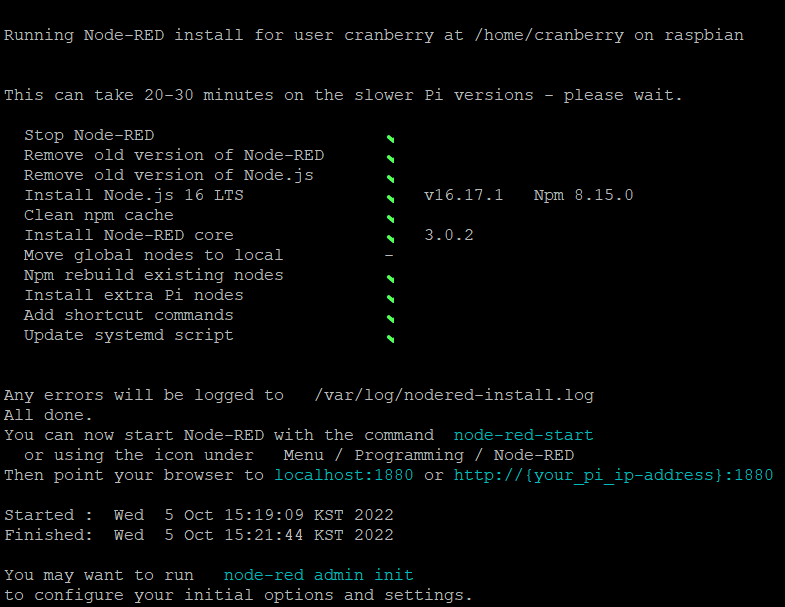 Running Node-RED install for user cranberry at /home/cranberry on raspbian
This can take 20-30 minutes on the slower Pi versions - please wait.
Stop Node-RED ✔
Remove old version of Node-RED ✔
Remove old version of Node.js ✔
Install Node.js 16 LTS ✔ v16.17.1 Npm 8.15.0
Clean npm cache ✔
Install Node-RED core ✔ 3.0.2
Move global nodes to local -
Npm rebuild existing nodes ✔
Install extra Pi nodes ✔
Add shortcut commands ✔
Update systemd script ✔
Any errors will be logged to /var/log/nodered-install.log
All done.
You can now start Node-RED with the command node-red-start
or using the icon under Menu / Programming / Node-RED
Then point your browser to localhost:1880 or http://{your_pi_ip-address}:1880
Started : Wed 5 Oct 15:19:09 KST 2022
Finished: Wed 5 Oct 15:21:44 KST 2022
You may want to run node-red admin init
to configure your initial options and settings.